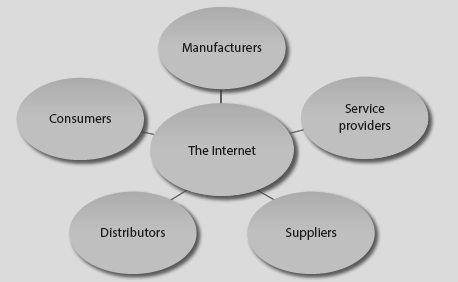 Manufacturers
Consumers
Service
providers
The Internet
Distributors
Suppliers